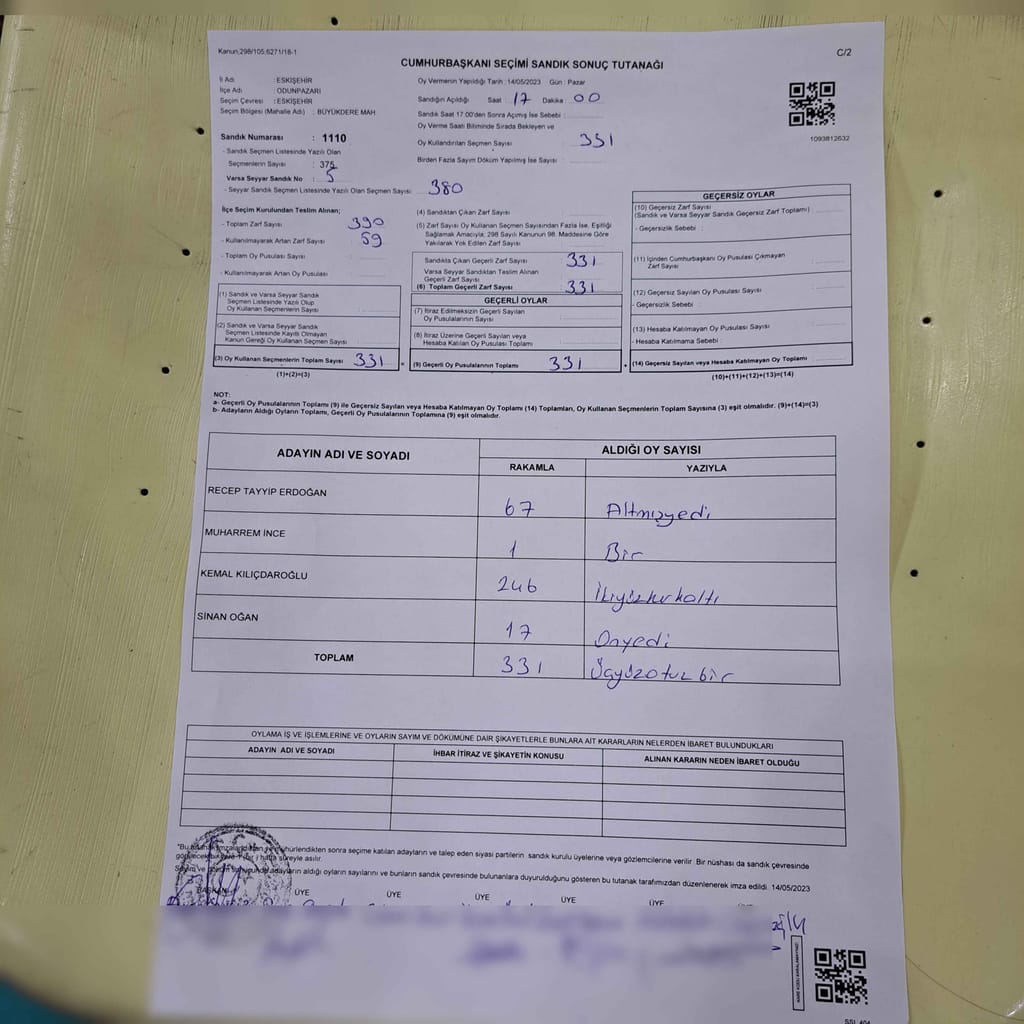 Kanun,298/105,6271/18-1
C/2
CUMHURBAŞKANI SEÇİMİ SANDIK SONUÇ TUTANAĞI
İl Adı : ESKİŞEHİR
İlçe Adı : ODUNPAZARI
Seçim Çevresi : ESKİŞEHİR
Seçim Bölgesi (Mahalle Adı) : BÜYÜKDERE MAH
Sandık Numarası : 1110
- Sandık Seçmen Listesinde Yazılı Olan
Seçmenlerin Sayısı : 375
Varsa Seyyar Sandık No : 5
- Seyyar Sandık Seçmen Listesinde Yazılı Olan Seçmen Sayısı 380
Oy Vermenin Yapıldığı Tarih : 14/05/2023 Gün : Pazar
Sandığın Açıldığı Saat 17 Dakika : 00
Sandık Saat 17.00'den Sonra Açımış İse Sebebi :
Oy Verme Saati Bitiminde Sırada Bekleyen ve
Oy Kullandırılan Seçmen Sayısı 331
Birden Fazla Sayım Döküm Yapılmış İse Sayısı :
1093812632
İlçe Seçim Kurulundan Teslim Alınan;
- Toplam Zarf Sayısı 390
- Kullanılmayarak Artan Zarf Sayısı 59
- Toplam Oy Pusulası Sayısı
- Kullanılmayarak Artan Oy Pusulası
(1) Sandık ve Varsa Seyyar Sandık
Seçmen Listesinde Yazılı Olup
Oy Kullanan Seçmenlerin Sayısı
(2) Sandık ve Varsa Seyyar Sandık
Seçmen Listesinde Kayıtlı Olmayan
Kanun Gereği Oy Kullanan Seçmen Sayısı
(3) Oy Kullanan Seçmenlerin Toplam Sayısı 331
(1)+(2)=(3)
(4) Sandıktan Çıkan Zarf Sayısı
(5) Zarf Sayısı Oy Kullanan Seçmen Sayısından Fazla İse, Eşitliği
Sağlamak Amacıyla; 298 Sayılı Kanunun 98. Maddesine Göre
Yakılarak Yok Edilen Zarf Sayısı
Sandıkta Çıkan Geçerli Zarf Sayısı 331
Varsa Seyyar Sandıktan Teslim Alınan
Geçerli Zarf Sayısı
(6) Toplam Geçerli Zarf Sayısı 331
GEÇERLİ OYLAR
(7) İtiraz Edilmeksizin Geçerli Sayılan
Oy Pusulalarının Sayısı
(8) İtiraz Üzerine Geçerli Sayılan veya
Hesaba Katılan Oy Pusulası Toplamı
= (9) Geçerli Oy Pusulalarının Toplamı 331
GEÇERSİZ OYLAR
(10) Geçersiz Zarf Sayısı
(Sandık ve Varsa Seyyar Sandık Geçersiz Zarf Toplamı)
- Geçersizlik Sebebi :
(11) İçinden Cumhurbaşkanı Oy Pusulası Çıkmayan
Zarf Sayısı
(12) Geçersiz Sayılan Oy Pusulası Sayısı
- Geçersizlik Sebebi
(13) Hesaba Katılmayan Oy Pusulası Sayısı
- Hesaba Katılmama Sebebi :
+ (14) Geçersiz Sayılan veya Hesaba Katılmayan Oy Toplamı
(10)+(11)+(12)+(13)=(14)
NOT:
a- Geçerli Oy Pusulalarının Toplamı (9) ile Geçersiz Sayılan veya Hesaba Katılmayan Oy Toplamı (14) Toplamları, Oy Kullanan Seçmenlerin Toplam Sayısına (3) eşit olmalıdır. (9)+(14)=(3)
b- Adayların Aldığı Oyların Toplamı, Geçerli Oy Pusulalarının Toplamına (9) eşit olmalıdır.
ADAYIN ADI VE SOYADI
ALDIĞI OY SAYISI
RAKAMLA YAZIYLA
RECEP TAYYİP ERDOĞAN 67 Altmışyedi
MUHARREM İNCE 1 Bir
KEMAL KILIÇDAROĞLU 246 İkiyüzkırkaltı
SİNAN OĞAN 17 Onyedi
TOPLAM 331 Üçyüzotuzbir
OYLAMA İŞ VE İŞLEMLERİNE VE OYLARIN SAYIM VE DÖKÜMÜNE DAİR ŞİKAYETLERLE BUNLARA AİT KARARLARIN NELERDEN İBARET BULUNDUKLARI
ADAYIN ADI VE SOYADI İHBAR İTİRAZ VE ŞİKAYETİN KONUSU ALINAN KARARIN NEDEN İBARET OLDUĞU
mühürlendikten sonra seçime katılan adayların ve talep eden siyasi partilerin sandık kurulu üyelerine veya gözlemcilerine verilir. Bir nüshası da sandık çevresinde
hafta süreyle asılır.
adayların aldığı oyların sayılarını ve bunların sandık çevresinde bulunanlara duyurulduğunu gösteren bu tutanak tarafımızdan düzenlenerek imza edildi. 14/05/2023
BAŞKAN ÜYE ÜYE ÜYE ÜYE ÜYE